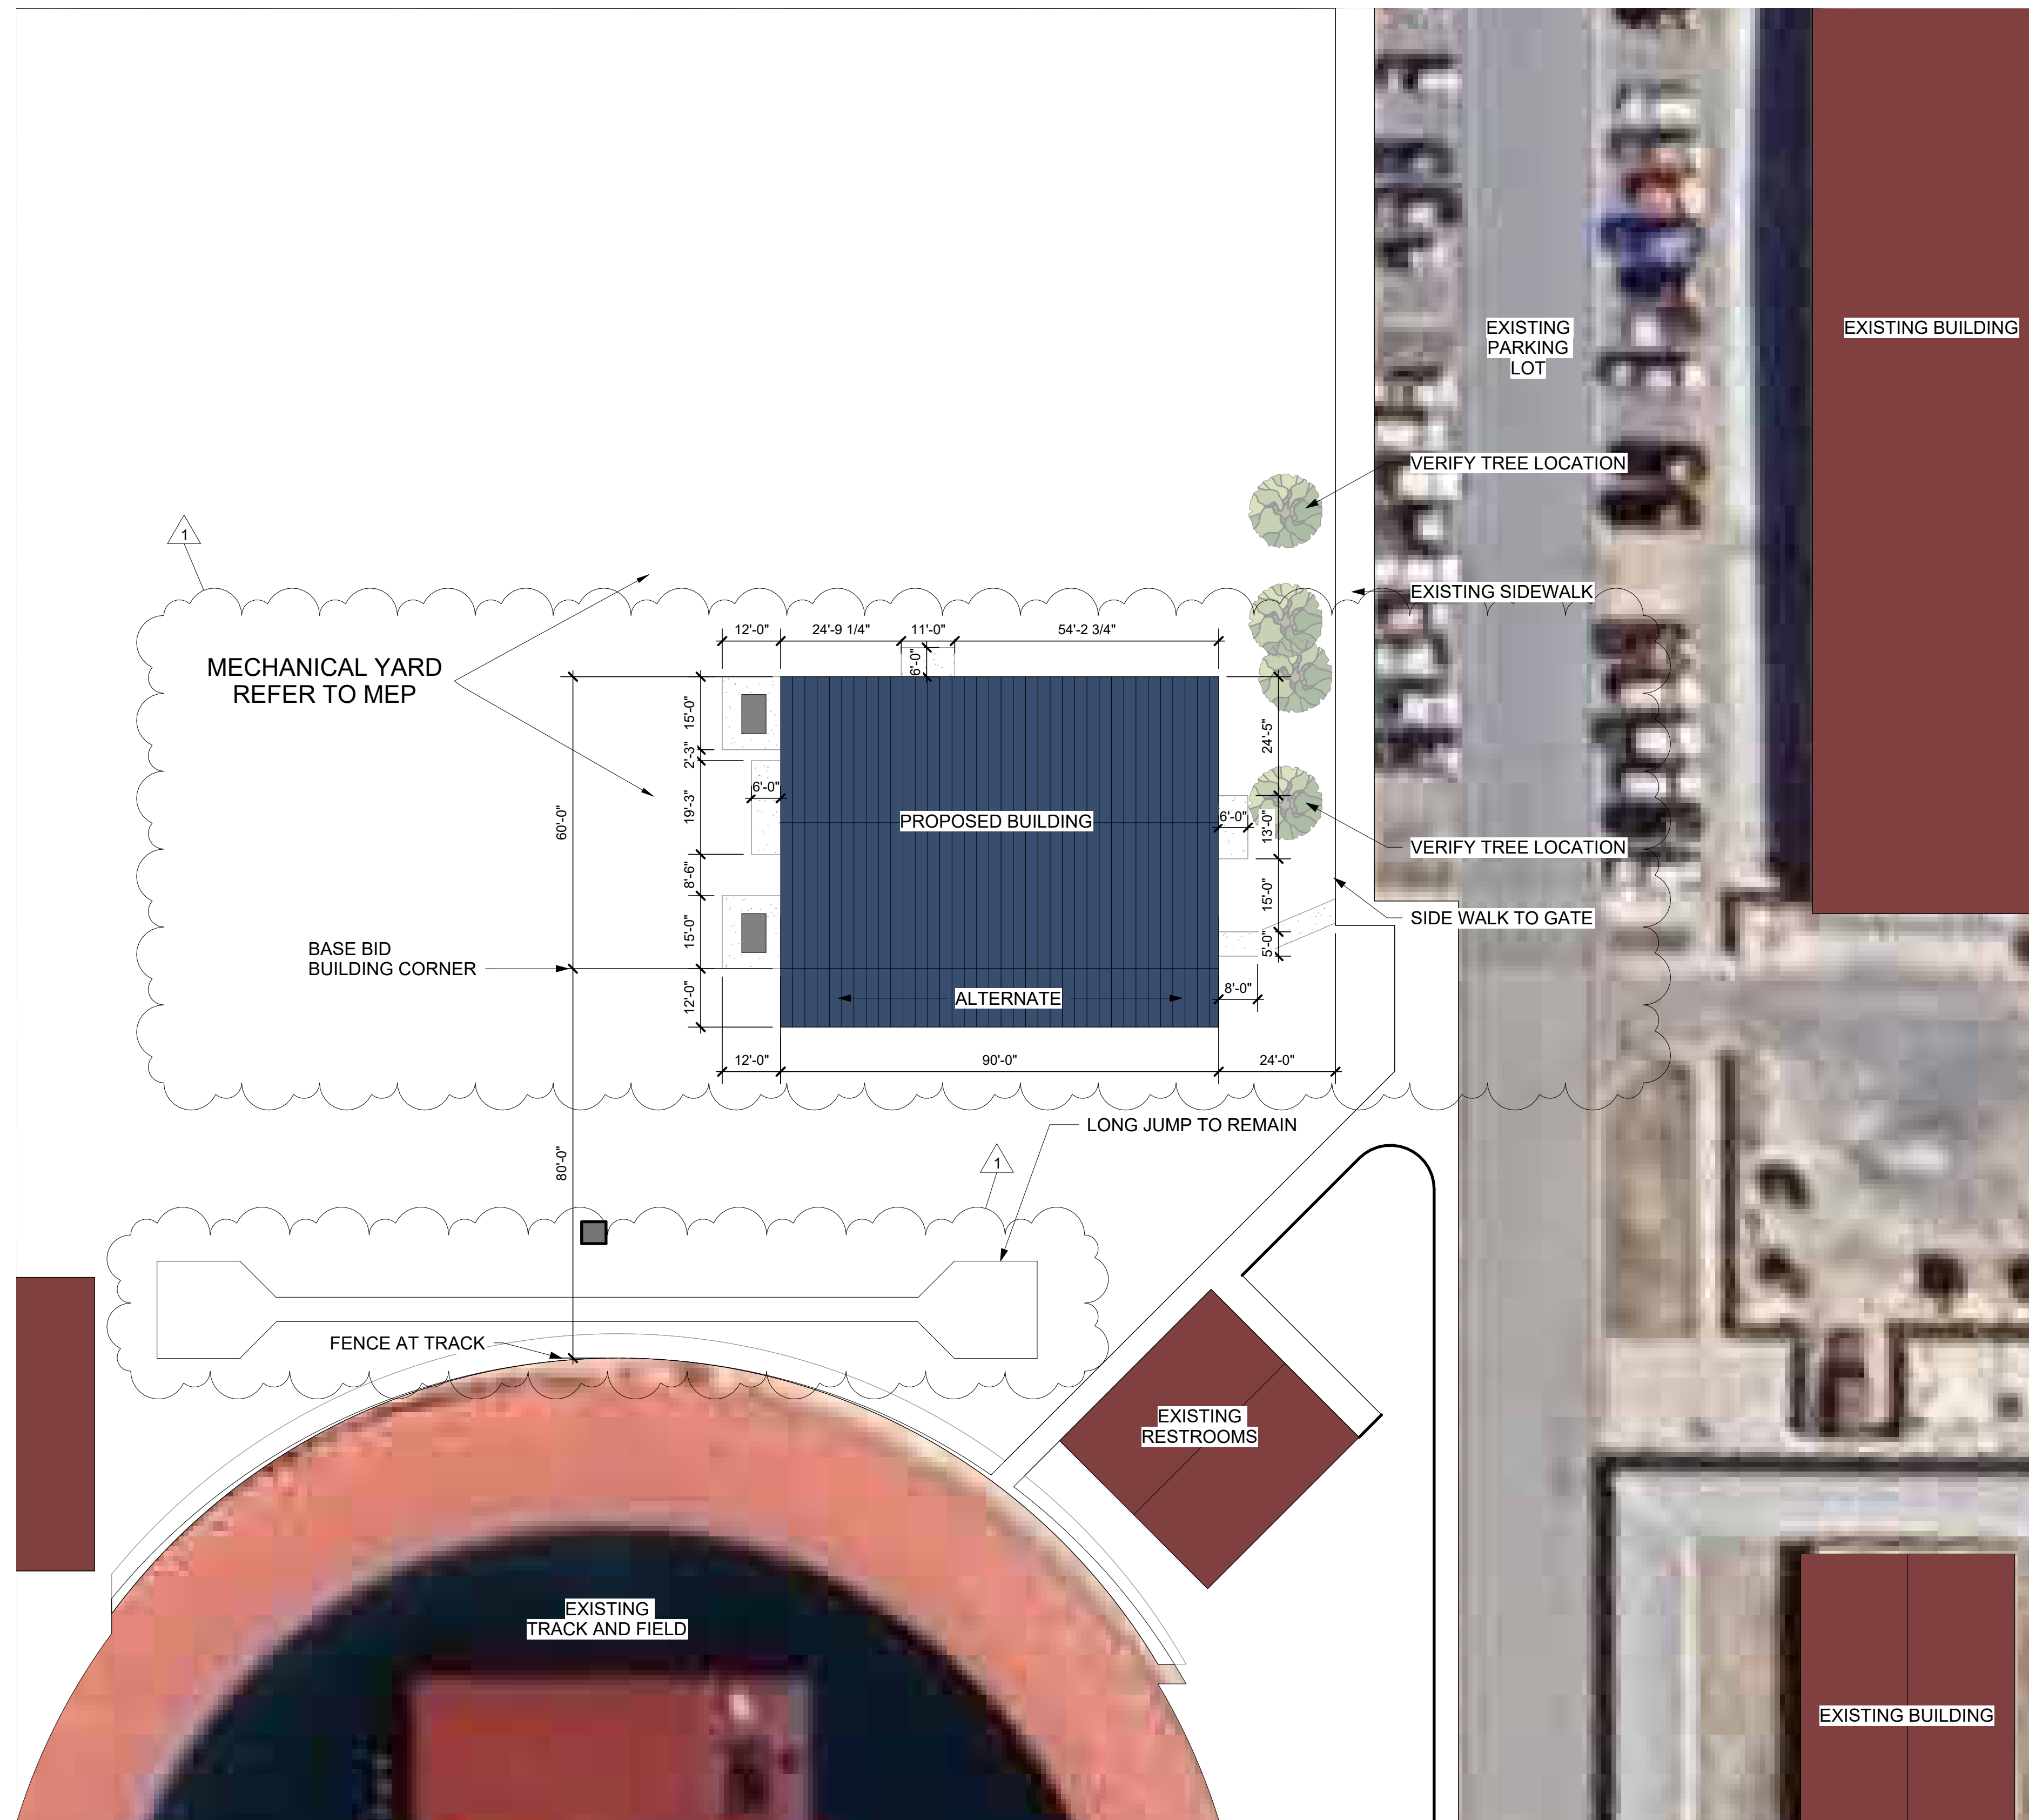 EXISTING
PARKING
LOT
EXISTING BUILDING
VERIFY TREE LOCATION
1
EXISTING SIDEWALK
12'-0"
24'-9 1/4"
11'-0"
54'-2 3/4"
6'-0"
MECHANICAL YARD
REFER TO MEP
15'-0"
2'-3"
24'-5"
6'-0"
19'-3"
60'-0"
PROPOSED BUILDING
6'-0"
13'-0"
VERIFY TREE LOCATION
8'-6"
15'-0"
SIDE WALK TO GATE
15'-0"
5'-0"
BASE BID
BUILDING CORNER
12'-0"
ALTERNATE
8'-0"
12'-0"
90'-0"
24'-0"
LONG JUMP TO REMAIN
80'-0"
1
FENCE AT TRACK
EXISTING
RESTROOMS
EXISTING
TRACK AND FIELD
EXISTING BUILDING